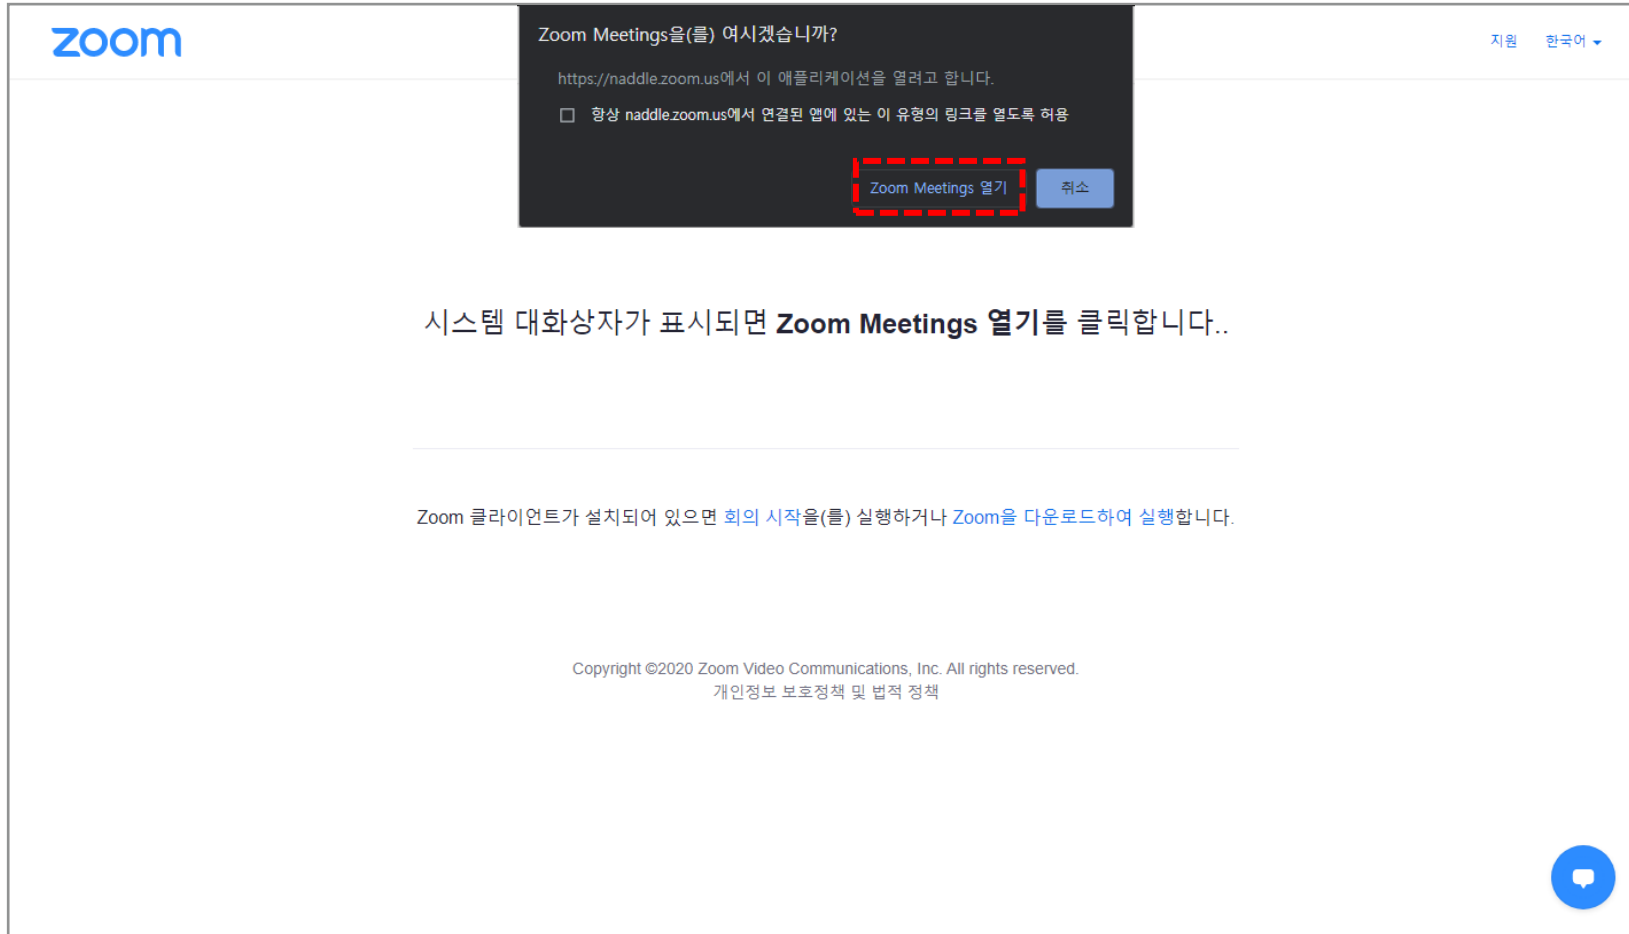 zoom
Zoom Meetings을(를) 여시겠습니까?
https://naddle.zoom.us에서 이 애플리케이션을 열려고 합니다.
항상 naddle.zoom.us에서 연결된 앱에 있는 이 유형의 링크를 열도록 허용
Zoom Meetings 열기
취소
지원
한국어
시스템 대화상자가 표시되면 Zoom Meetings 열기를 클릭합니다..
Zoom 클라이언트가 설치되어 있으면 회의 시작을(를) 실행하거나 Zoom을 다운로드하여 실행합니다.
Copyright ©2020 Zoom Video Communications, Inc. All rights reserved.
개인정보 보호정책 및 법적 정책